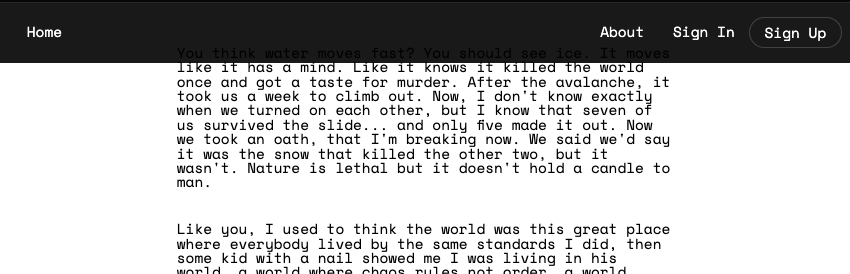 Home
About
Sign In
Sign Up
You think water moves fast? You should see ice. It moves
like it has a mind. Like it knows it killed the world
once and got a taste for murder. After the avalanche, it
took us a week to climb out. Now, I don't know exactly
when we turned on each other, but I know that seven of
us survived the slide... and only five made it out. Now
we took an oath, that I'm breaking now. We said we'd say
it was the snow that killed the other two, but it
wasn't. Nature is lethal but it doesn't hold a candle to
man.
Like you, I used to think the world was this great place
where everybody lived by the same standards I did, then
some kid with a nail showed me I was living in his
world, a world where chaos rules not order, a world